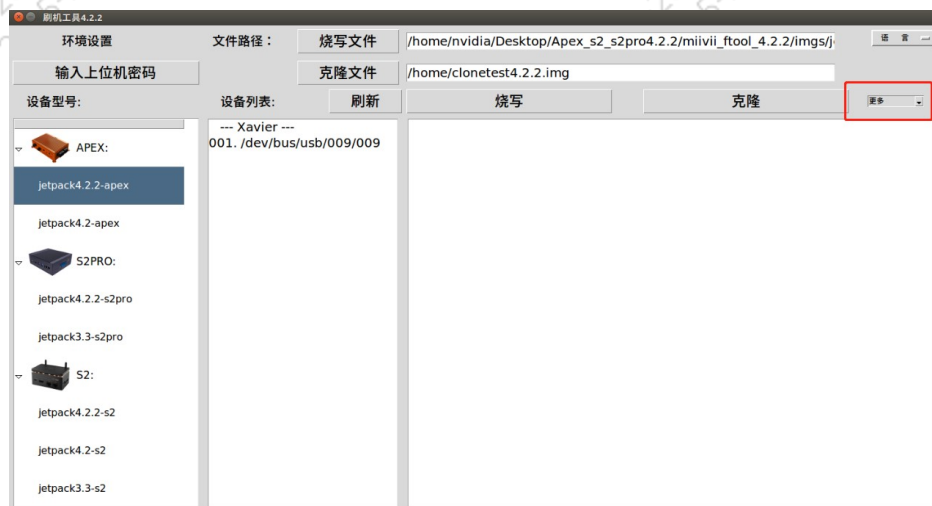 刷机工具4.2.2
环境设置 文件路径： 烧写文件 /home/nvidia/Desktop/Apex_s2_s2pro4.2.2/miivii_ftool_4.2.2/imgs/j 语 言
输入上位机密码 克隆文件 /home/clonetest4.2.2.img
设备型号: 设备列表: 刷新 烧写 克隆 更多
--- Xavier ---
APEX: 001. /dev/bus/usb/009/009
jetpack4.2.2-apex
jetpack4.2-apex
S2PRO:
jetpack4.2.2-s2pro
jetpack3.3-s2pro
S2:
jetpack4.2.2-s2
jetpack4.2-s2
jetpack3.3-s2